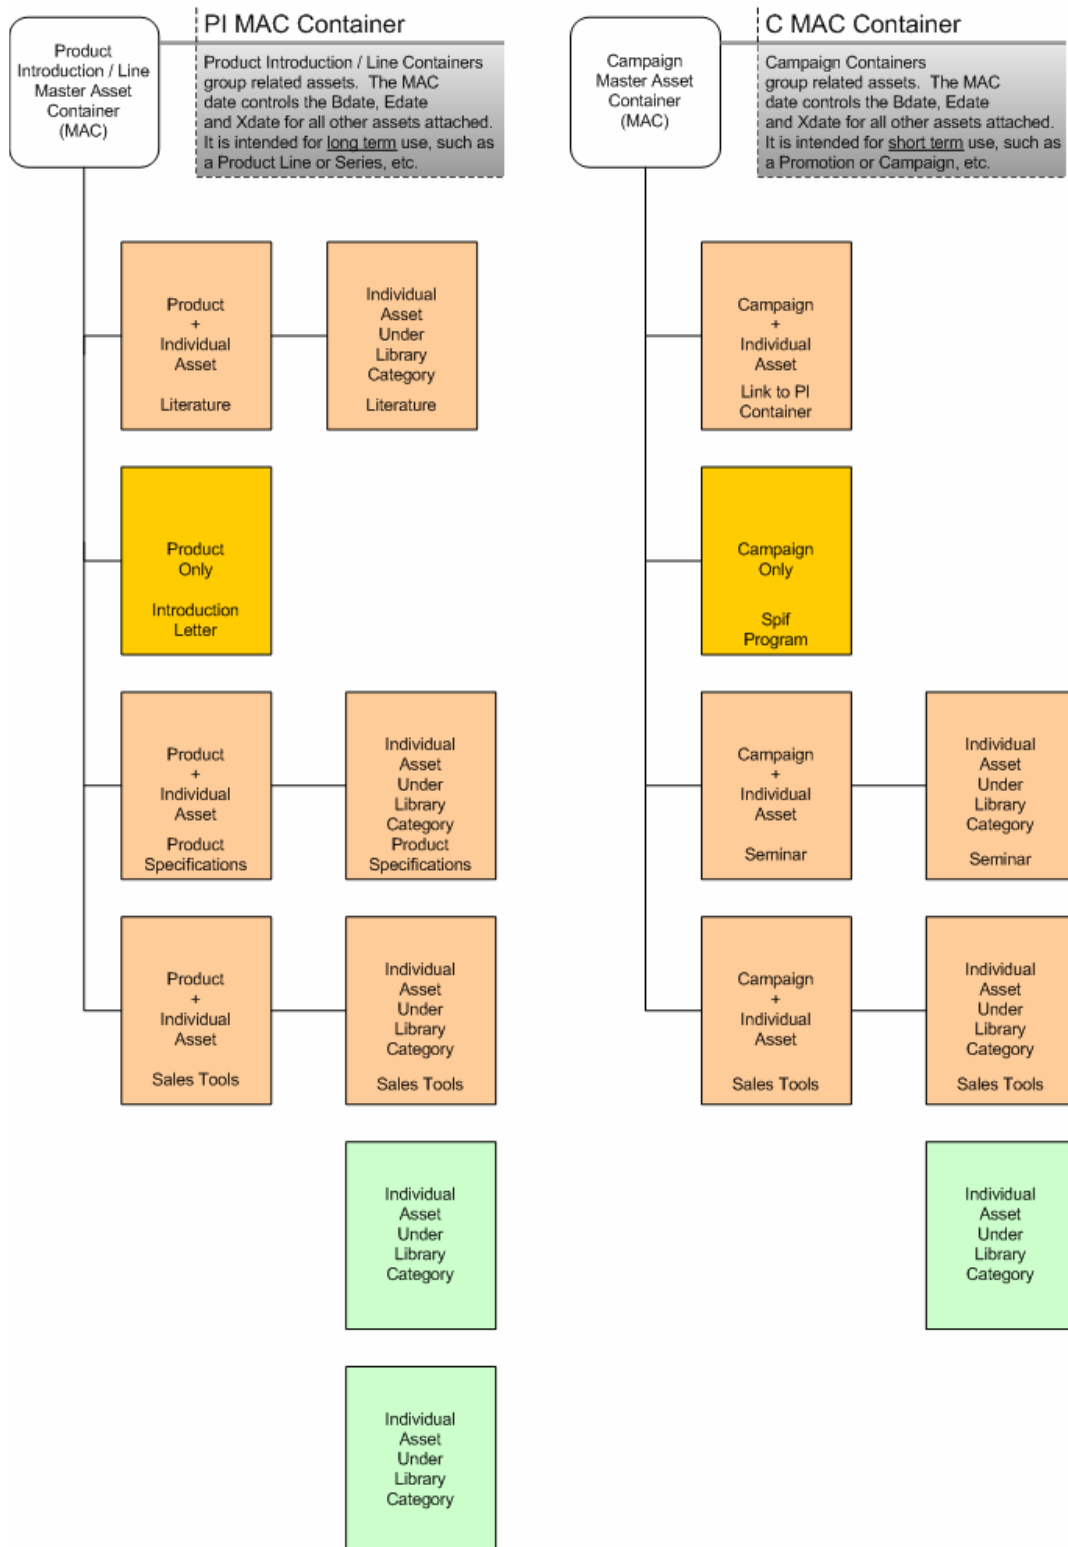 Product
Introduction / Line
Master Asset
Container
(MAC)
PI MAC Container
Product Introduction / Line Containers
group related assets.  The MAC
date controls the Bdate, Edate
and Xdate for all other assets attached.
It is intended for long term use, such as
a Product Line or Series, etc.
Campaign
Master Asset
Container
(MAC)
C MAC Container
Campaign Containers
group related assets.  The MAC
date controls the Bdate, Edate
and Xdate for all other assets attached.
It is intended for short term use, such as
a Promotion or Campaign, etc.
Product
+
Individual
Asset
Literature
Individual
Asset
Under
Library
Category
Literature
Campaign
+
Individual
Asset
Link to PI
Container
Product
Only
Introduction
Letter
Campaign
Only
Spif
Program
Product
+
Individual
Asset
Product
Specifications
Individual
Asset
Under
Library
Category
Product
Specifications
Campaign
+
Individual
Asset
Seminar
Individual
Asset
Under
Library
Category
Seminar
Product
+
Individual
Asset
Sales Tools
Individual
Asset
Under
Library
Category
Sales Tools
Campaign
+
Individual
Asset
Sales Tools
Individual
Asset
Under
Library
Category
Sales Tools
Individual
Asset
Under
Library
Category
Individual
Asset
Under
Library
Category
Individual
Asset
Under
Library
Category